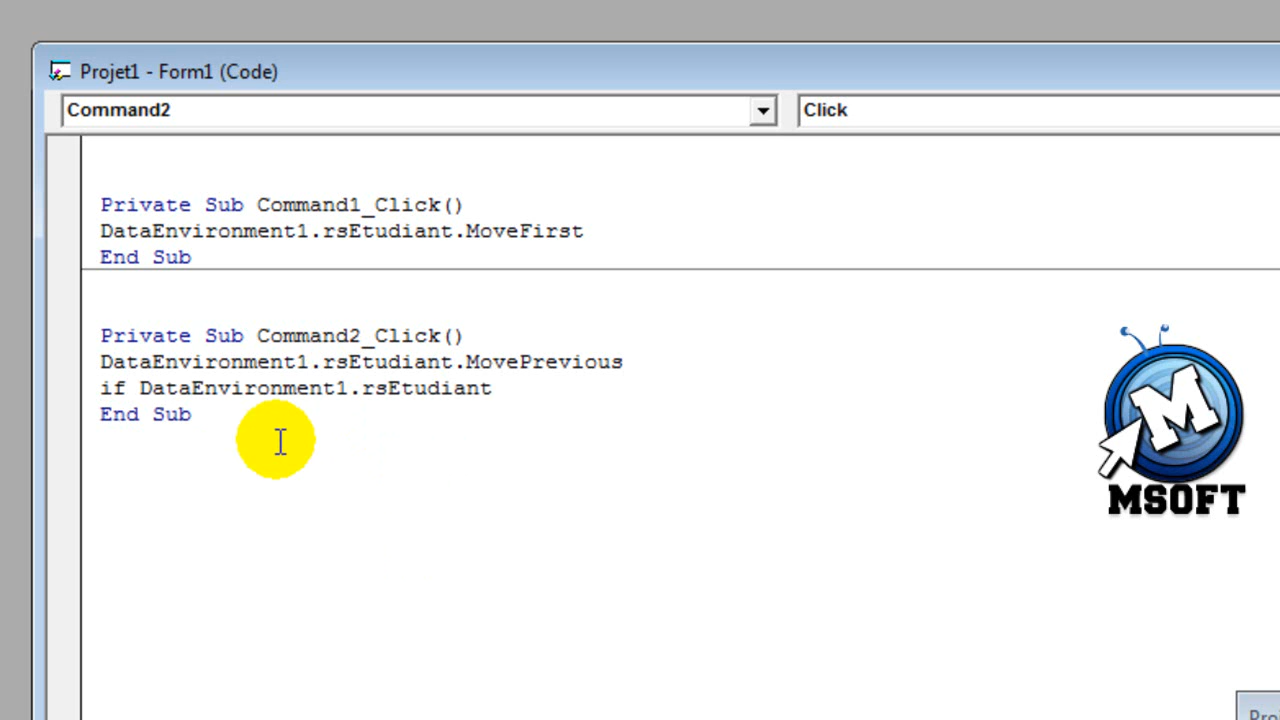 Projet1 - Form1 (Code)
Command2
Click
Private Sub Command1_Click()
DataEnvironment1.rsEtudiant.MoveFirst
End Sub
Private Sub Command2_Click()
DataEnvironment1.rsEtudiant.MovePrevious
if DataEnvironment1.rsEtudiant
End Sub
M
MSOFT